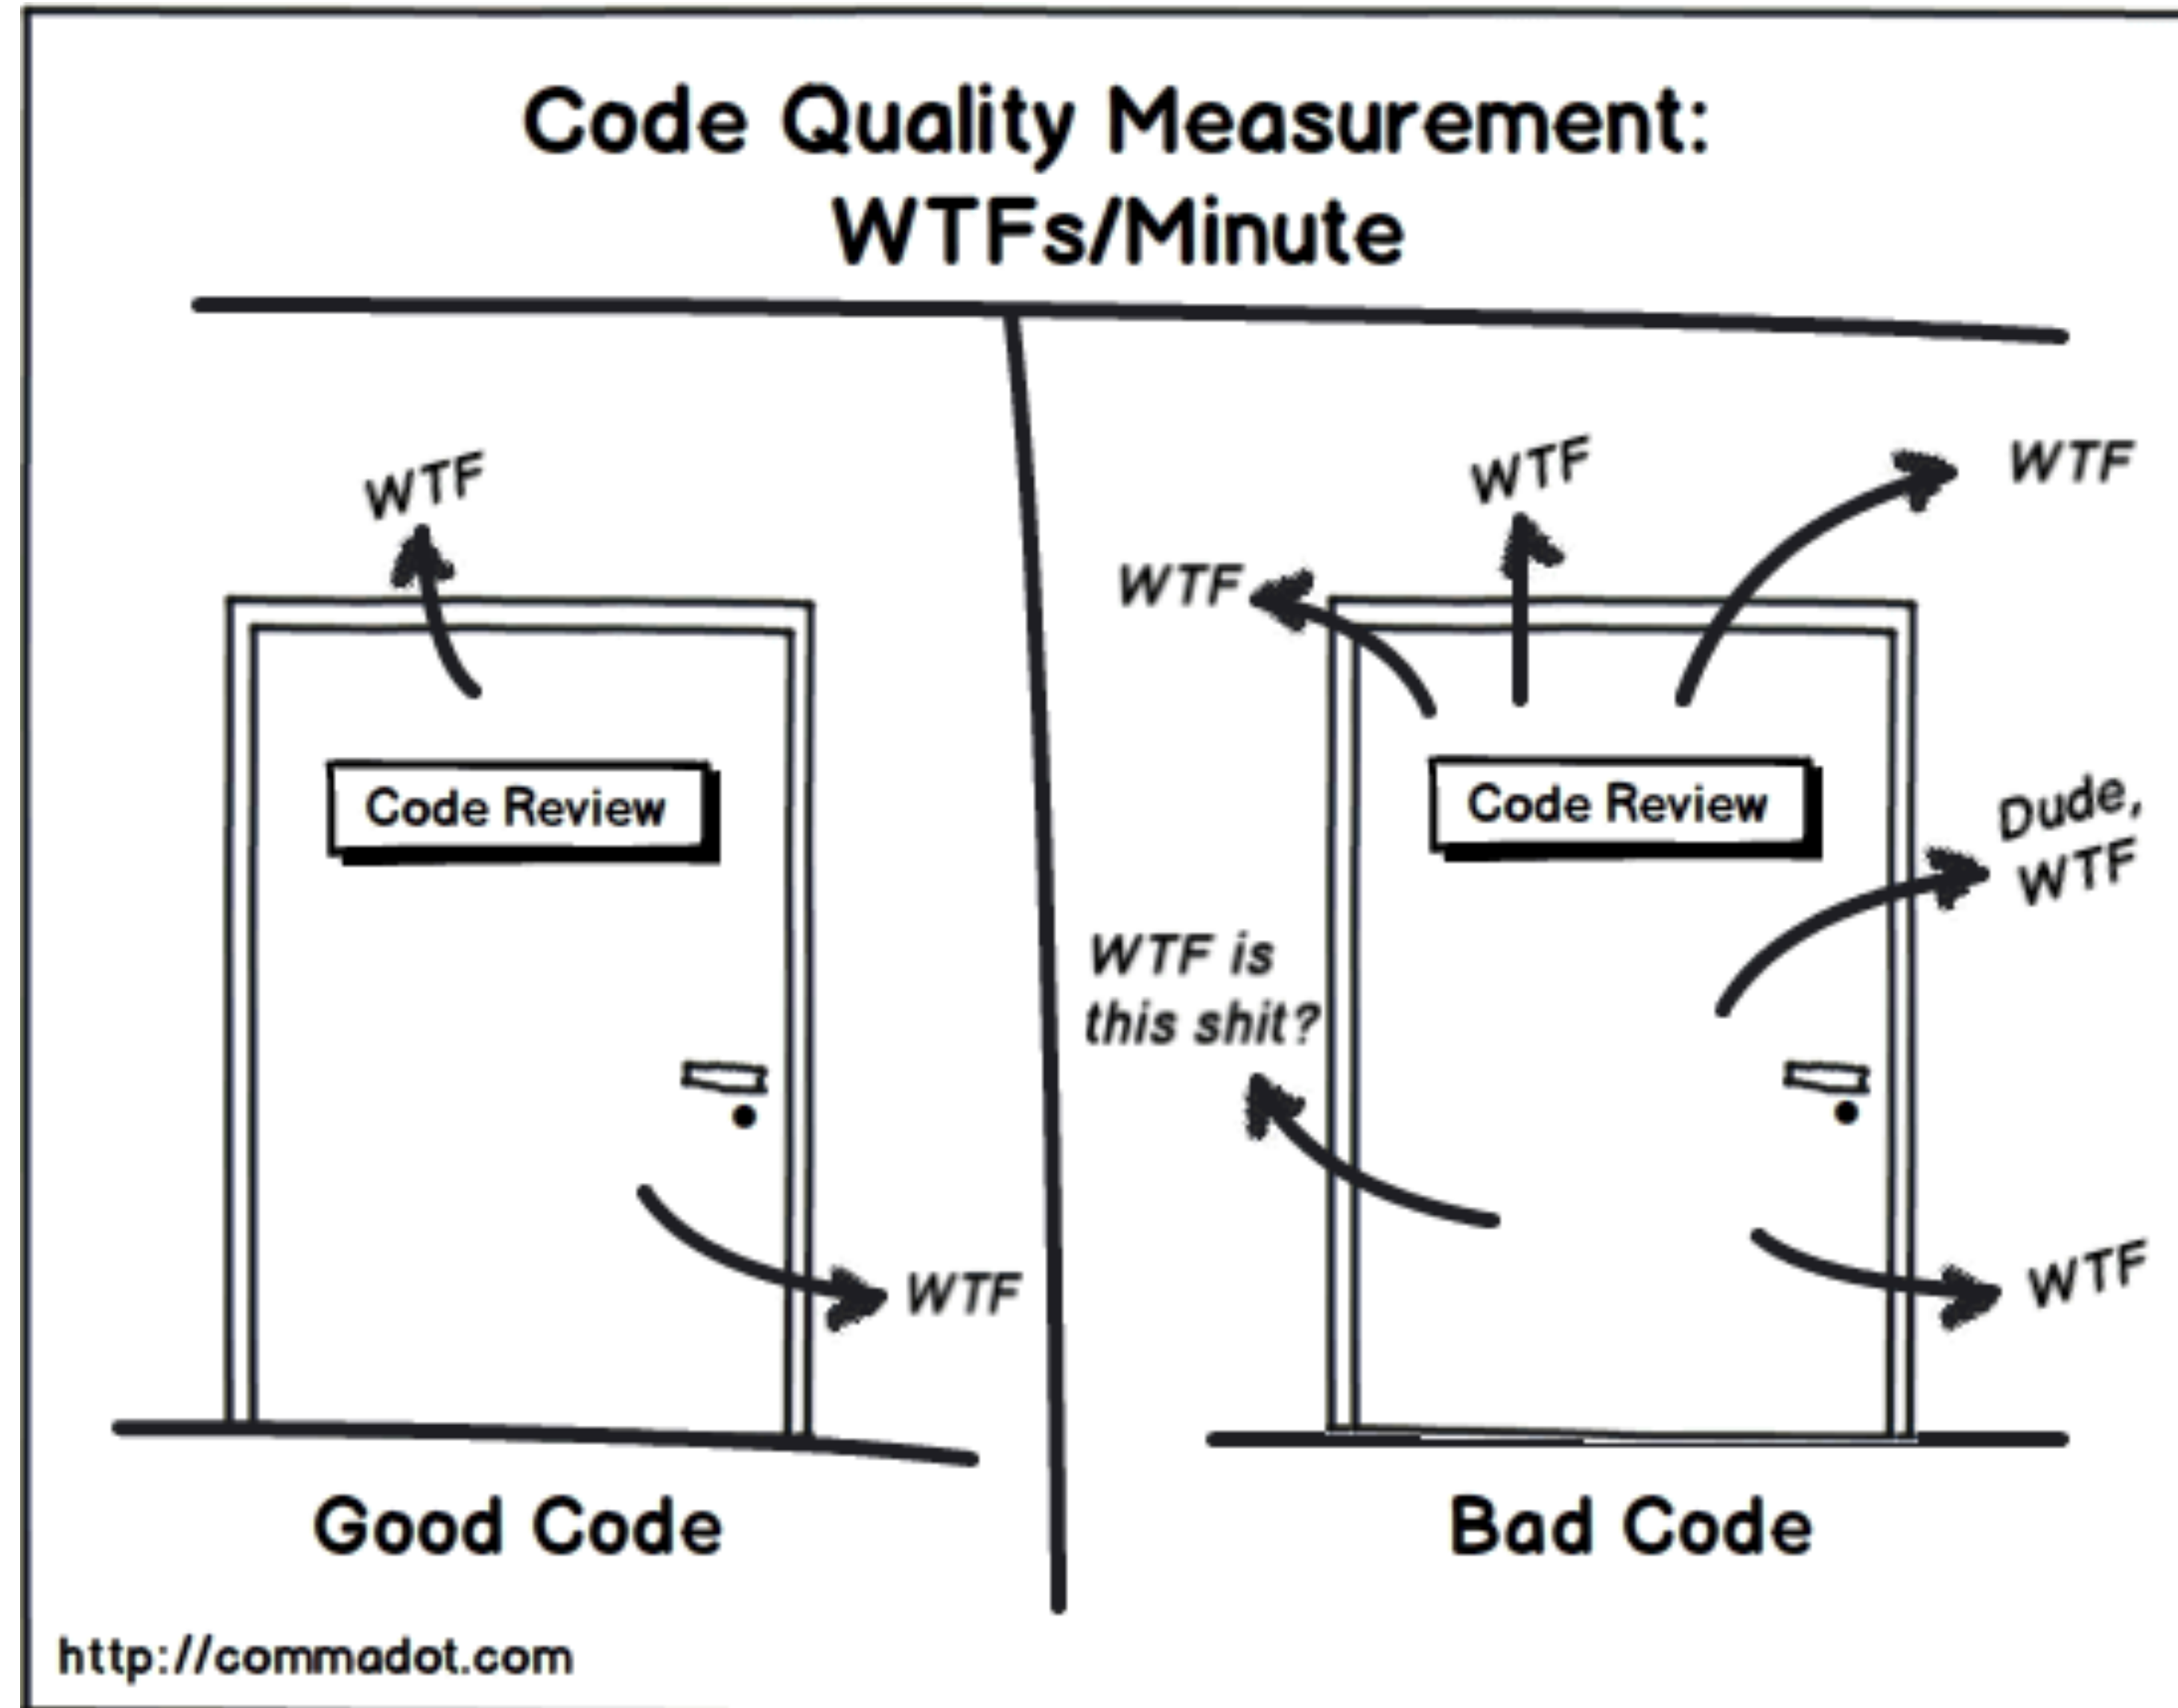 Code Quality Measurement:
WTFs/Minute
WTF
Code Review
WTF
Good Code
WTF
WTF
WTF
Code Review
Dude,
WTF
WTF is
this shit?
WTF
Bad Code
http://commadot.com